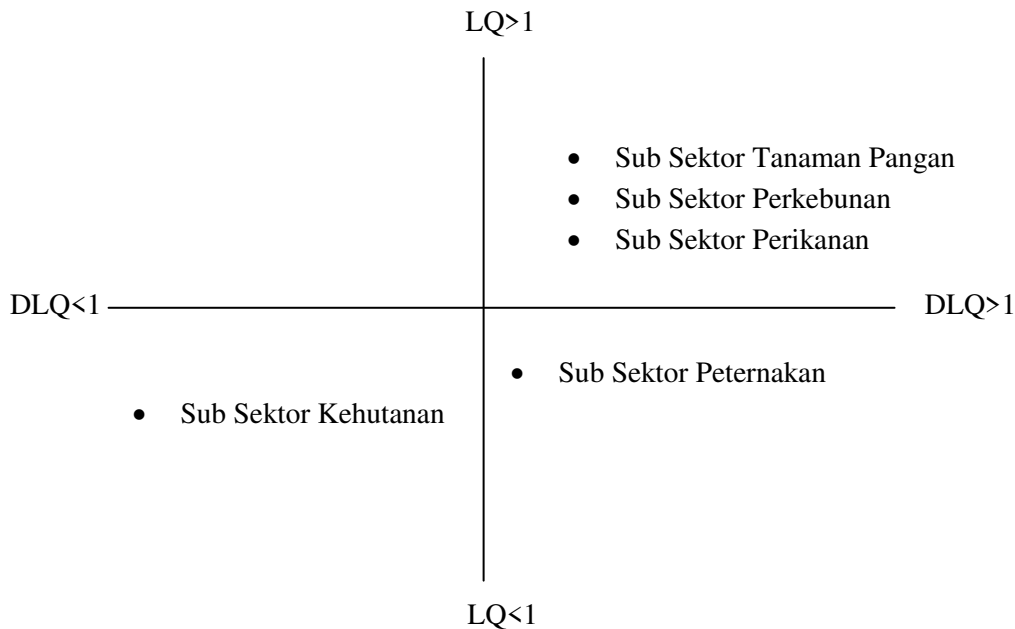 LQ>1
• Sub Sektor Tanaman Pangan
• Sub Sektor Perkebunan
• Sub Sektor Perikanan
DLQ<1 DLQ>1
• Sub Sektor Peternakan
• Sub Sektor Kehutanan
LQ<1